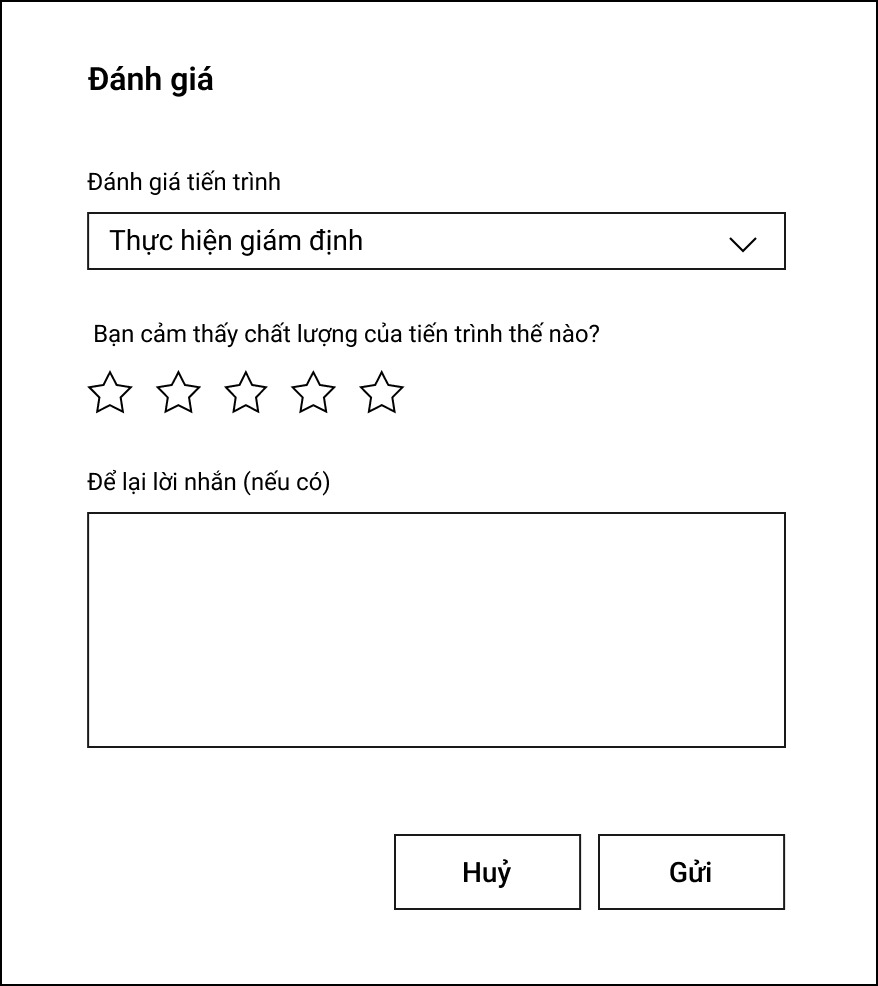 Đánh giá
Đánh giá tiến trình
Thực hiện giám định
Bạn cảm thấy chất lượng của tiến trình thế nào?
Để lại lời nhắn (nếu có)
Huỷ
Gửi